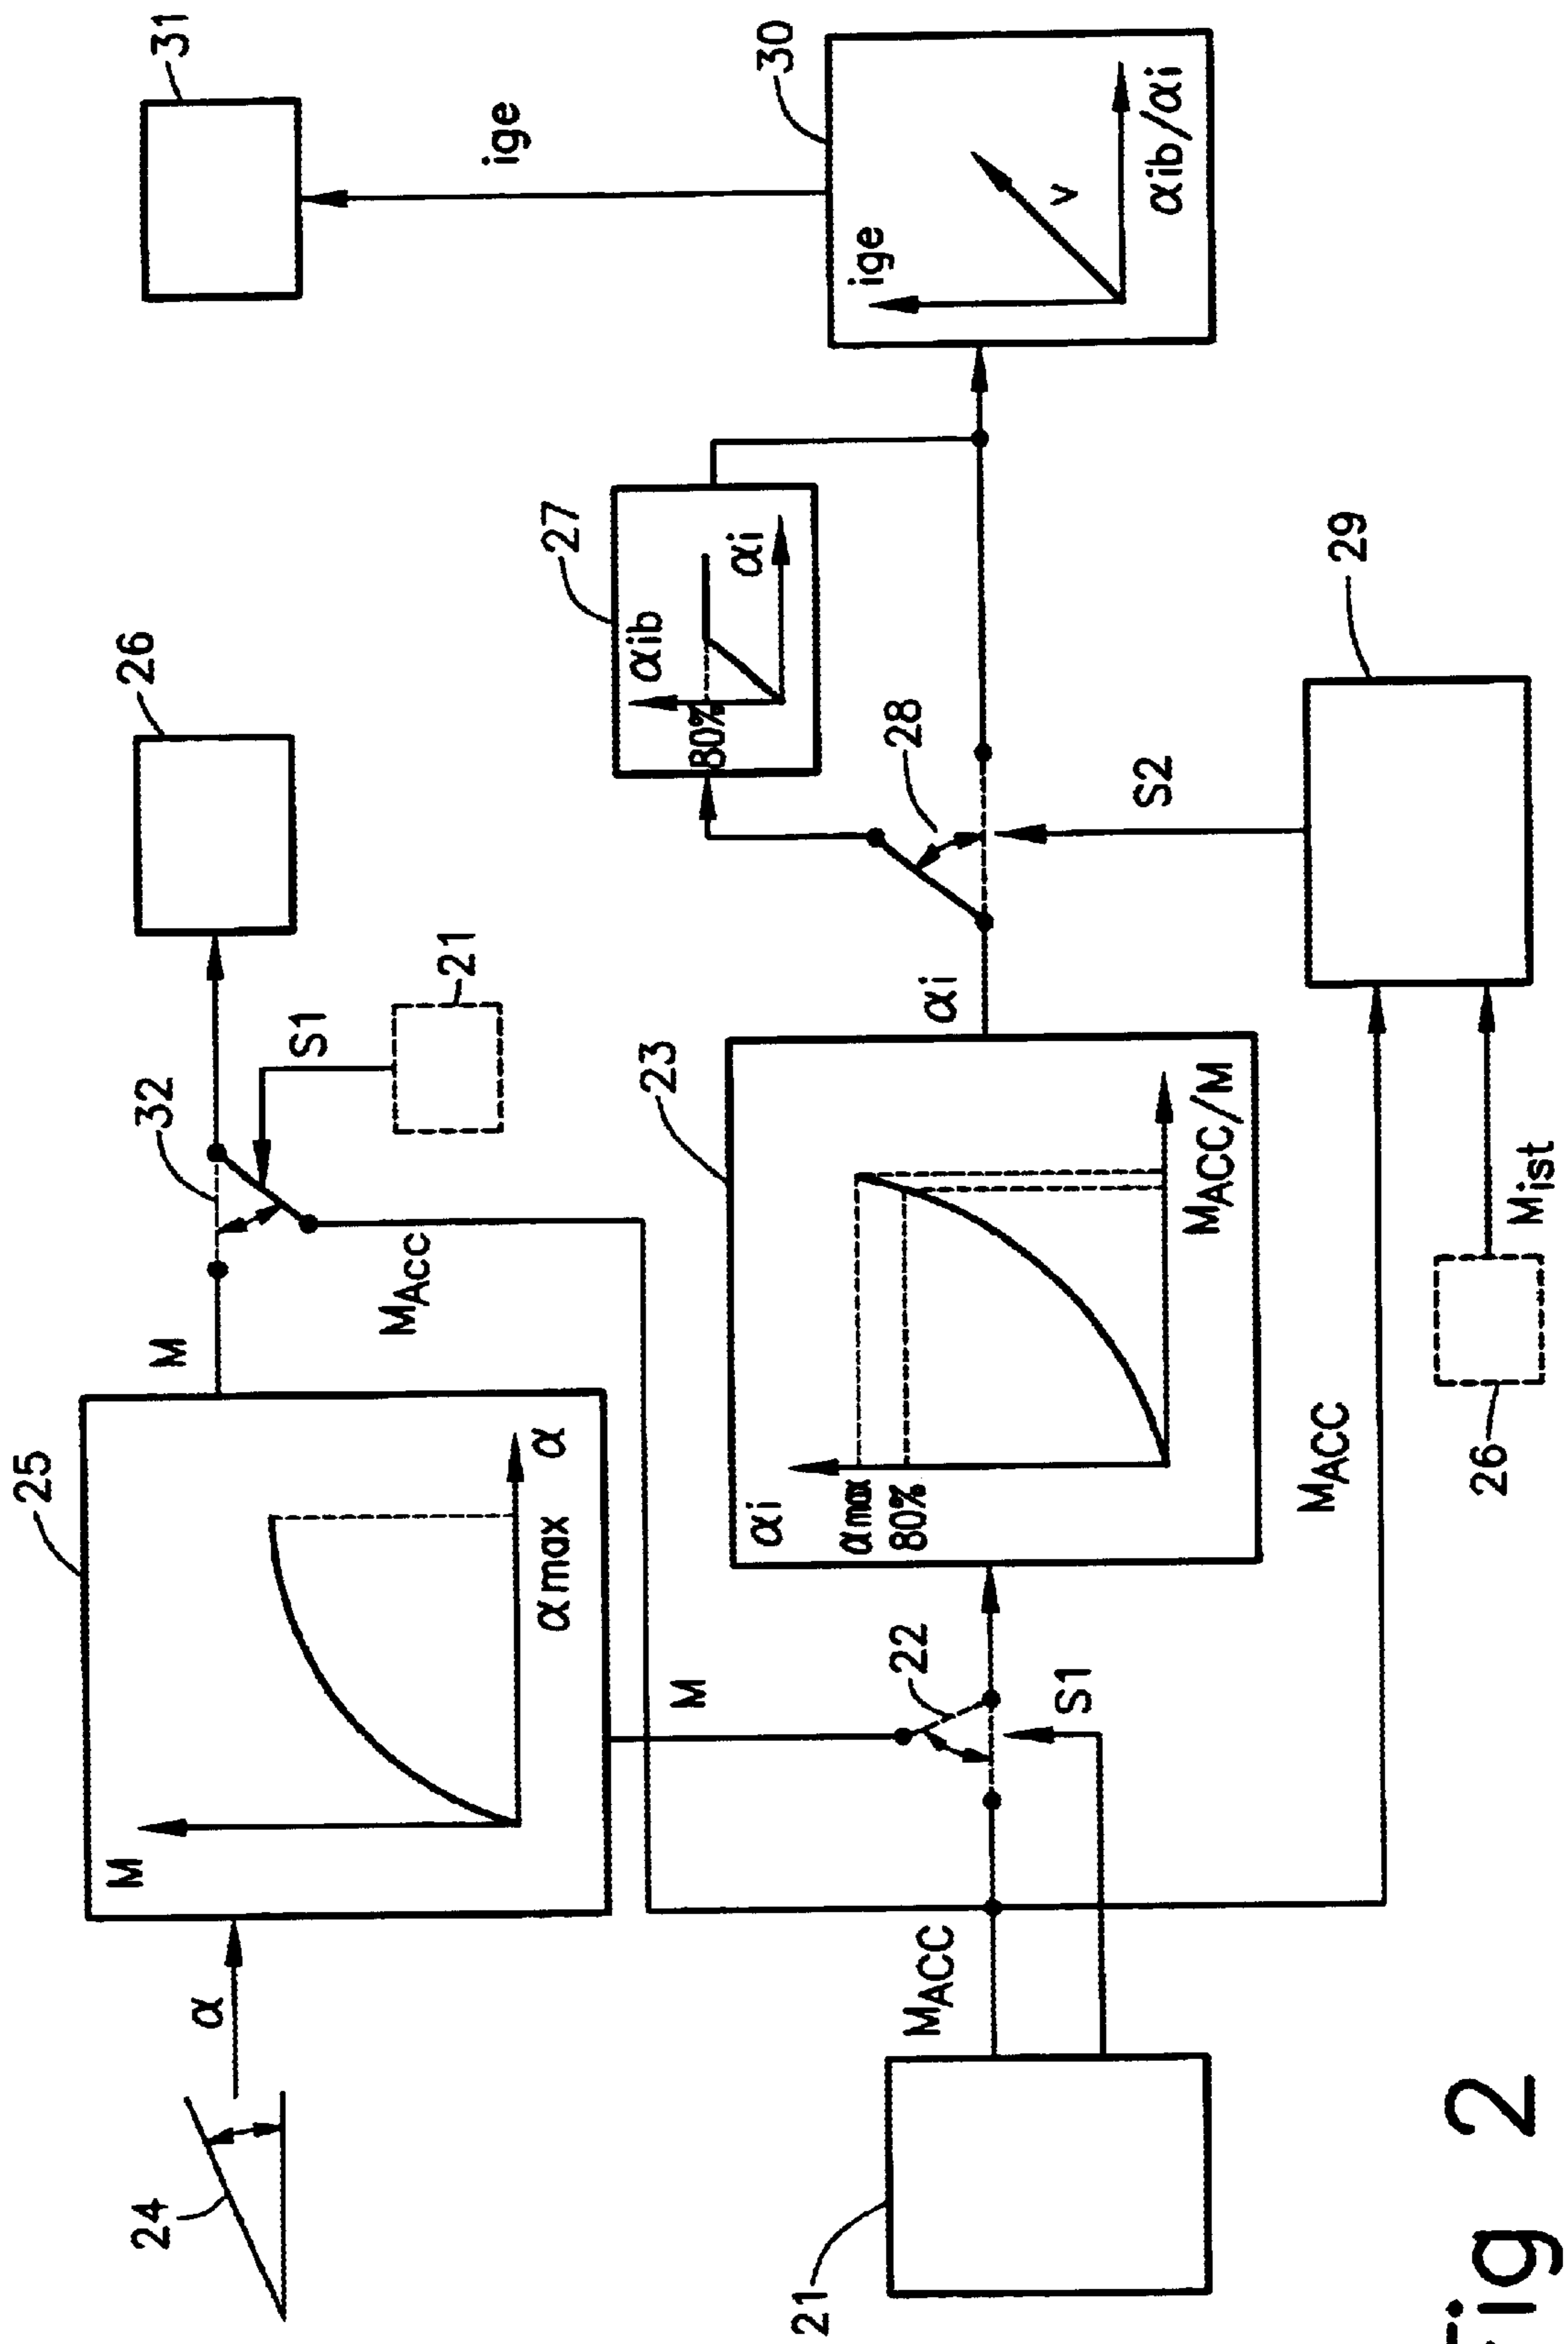 24
α
25
M
αmax
α
M
32
MAcc
S1
21
26
31
ige
21
MACC
M
22
S1
23
αi
αmax
80%
MACC/M
αi
28
27
αib
80%
αi
S2
30
ige
v
αib/αi
MACC
26
Mist
29
Fig 2